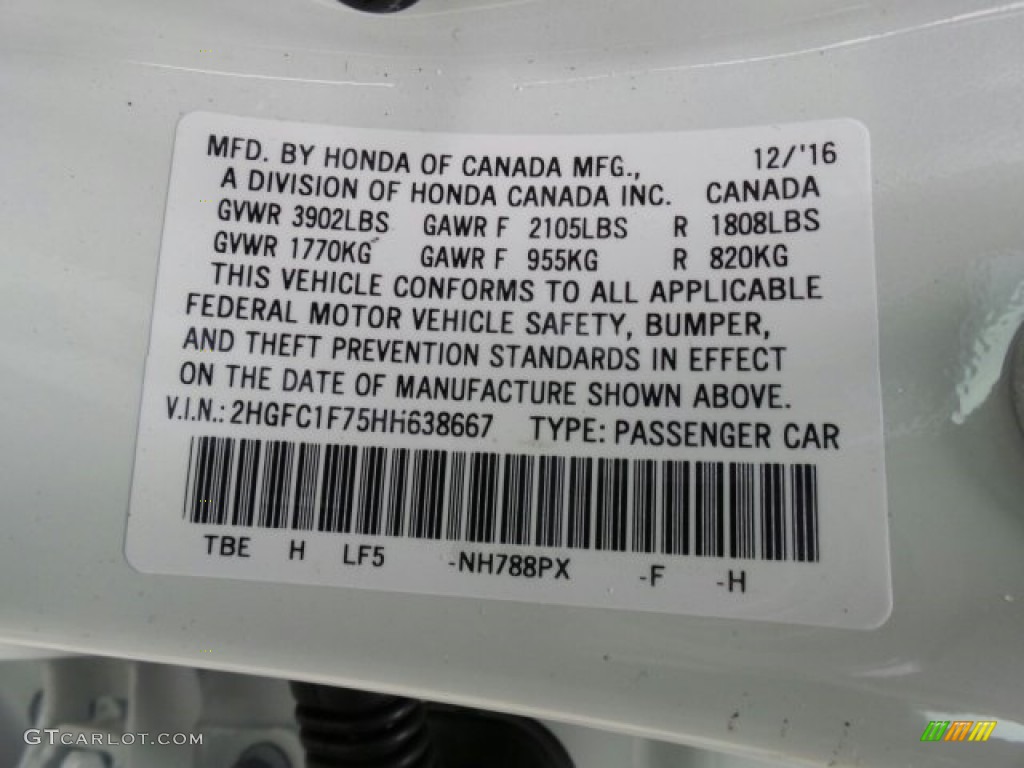 MFD. BY HONDA OF CANADA MFG., 12/'16
A DIVISION OF HONDA CANADA INC. CANADA
GVWR 3902LBS GAWR F 2105LBS R 1808LBS
GVWR 1770KG GAWR F 955KG R 820KG
THIS VEHICLE CONFORMS TO ALL APPLICABLE
FEDERAL MOTOR VEHICLE SAFETY, BUMPER,
AND THEFT PREVENTION STANDARDS IN EFFECT
ON THE DATE OF MANUFACTURE SHOWN ABOVE.
V.I.N.: 2HGFC1F75HH638667 TYPE: PASSENGER CAR
TBE H LF5 -NH788PX -F -H
GTCARLOT.COM